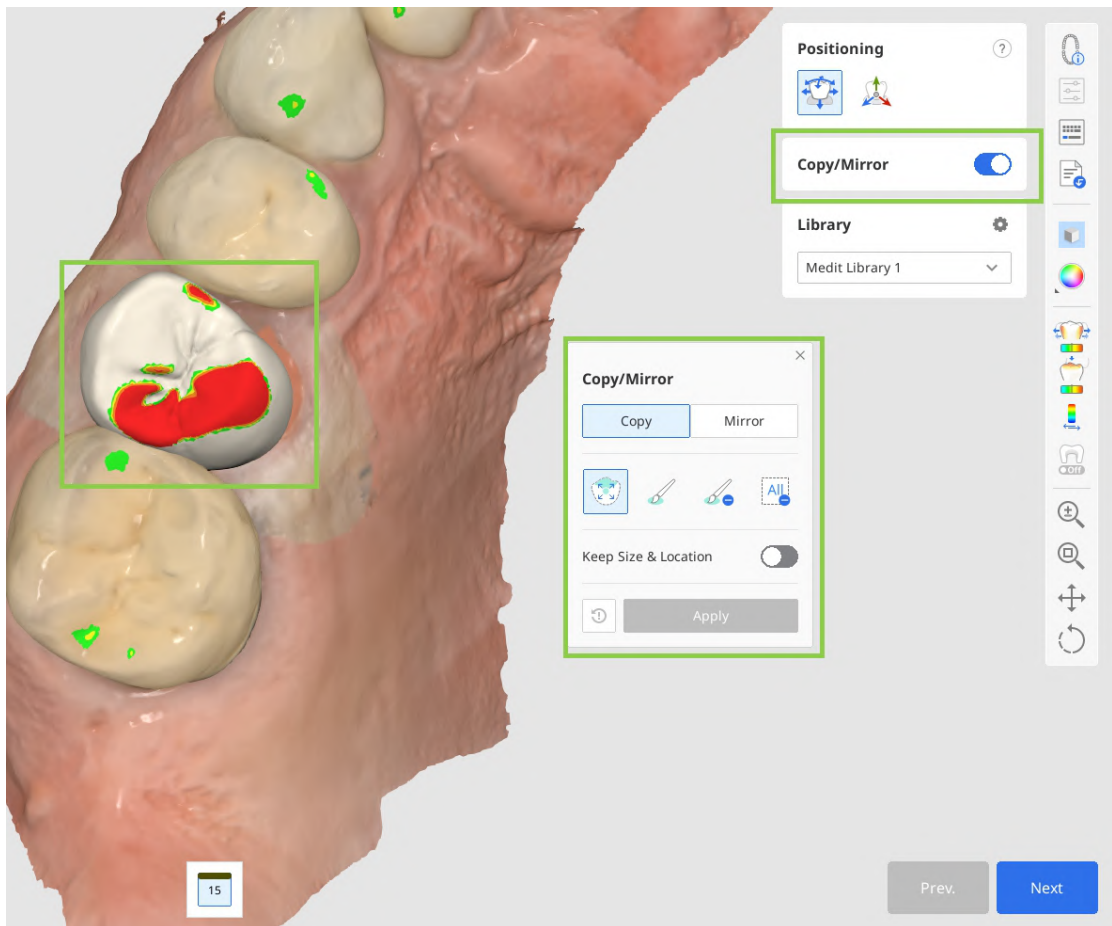 Positioning
?
Copy/Mirror
Library
Medit Library 1
Copy/Mirror
Copy Mirror
All
Keep Size & Location
Apply
Off
15
Prev. Next